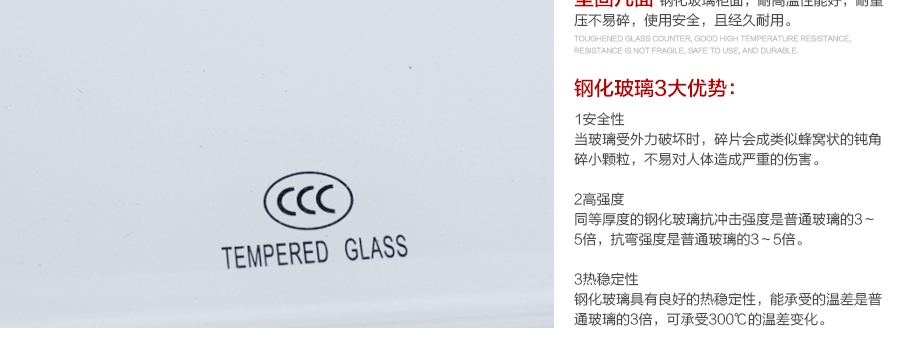 钢化玻璃柜面，耐高温性能好，耐重
压不易碎，使用安全，且经久耐用。
TOUGHENED GLASS COUNTER, GOOD HIGH TEMPERATURE RESISTANCE,
RESISTANCE IS NOT FRAGILE, SAFE TO USE, AND DURABLE.
钢化玻璃3大优势：
1安全性
当玻璃受外力破坏时，碎片会成类似蜂窝状的钝角
碎小颗粒，不易对人体造成严重的伤害。
2高强度
同等厚度的钢化玻璃抗冲击强度是普通玻璃的3~
5倍，抗弯强度是普通玻璃的3~5倍。
3热稳定性
钢化玻璃具有良好的热稳定性，能承受的温差是普
通玻璃的3倍，可承受300℃的温差变化。
CCC
TEMPERED GLASS